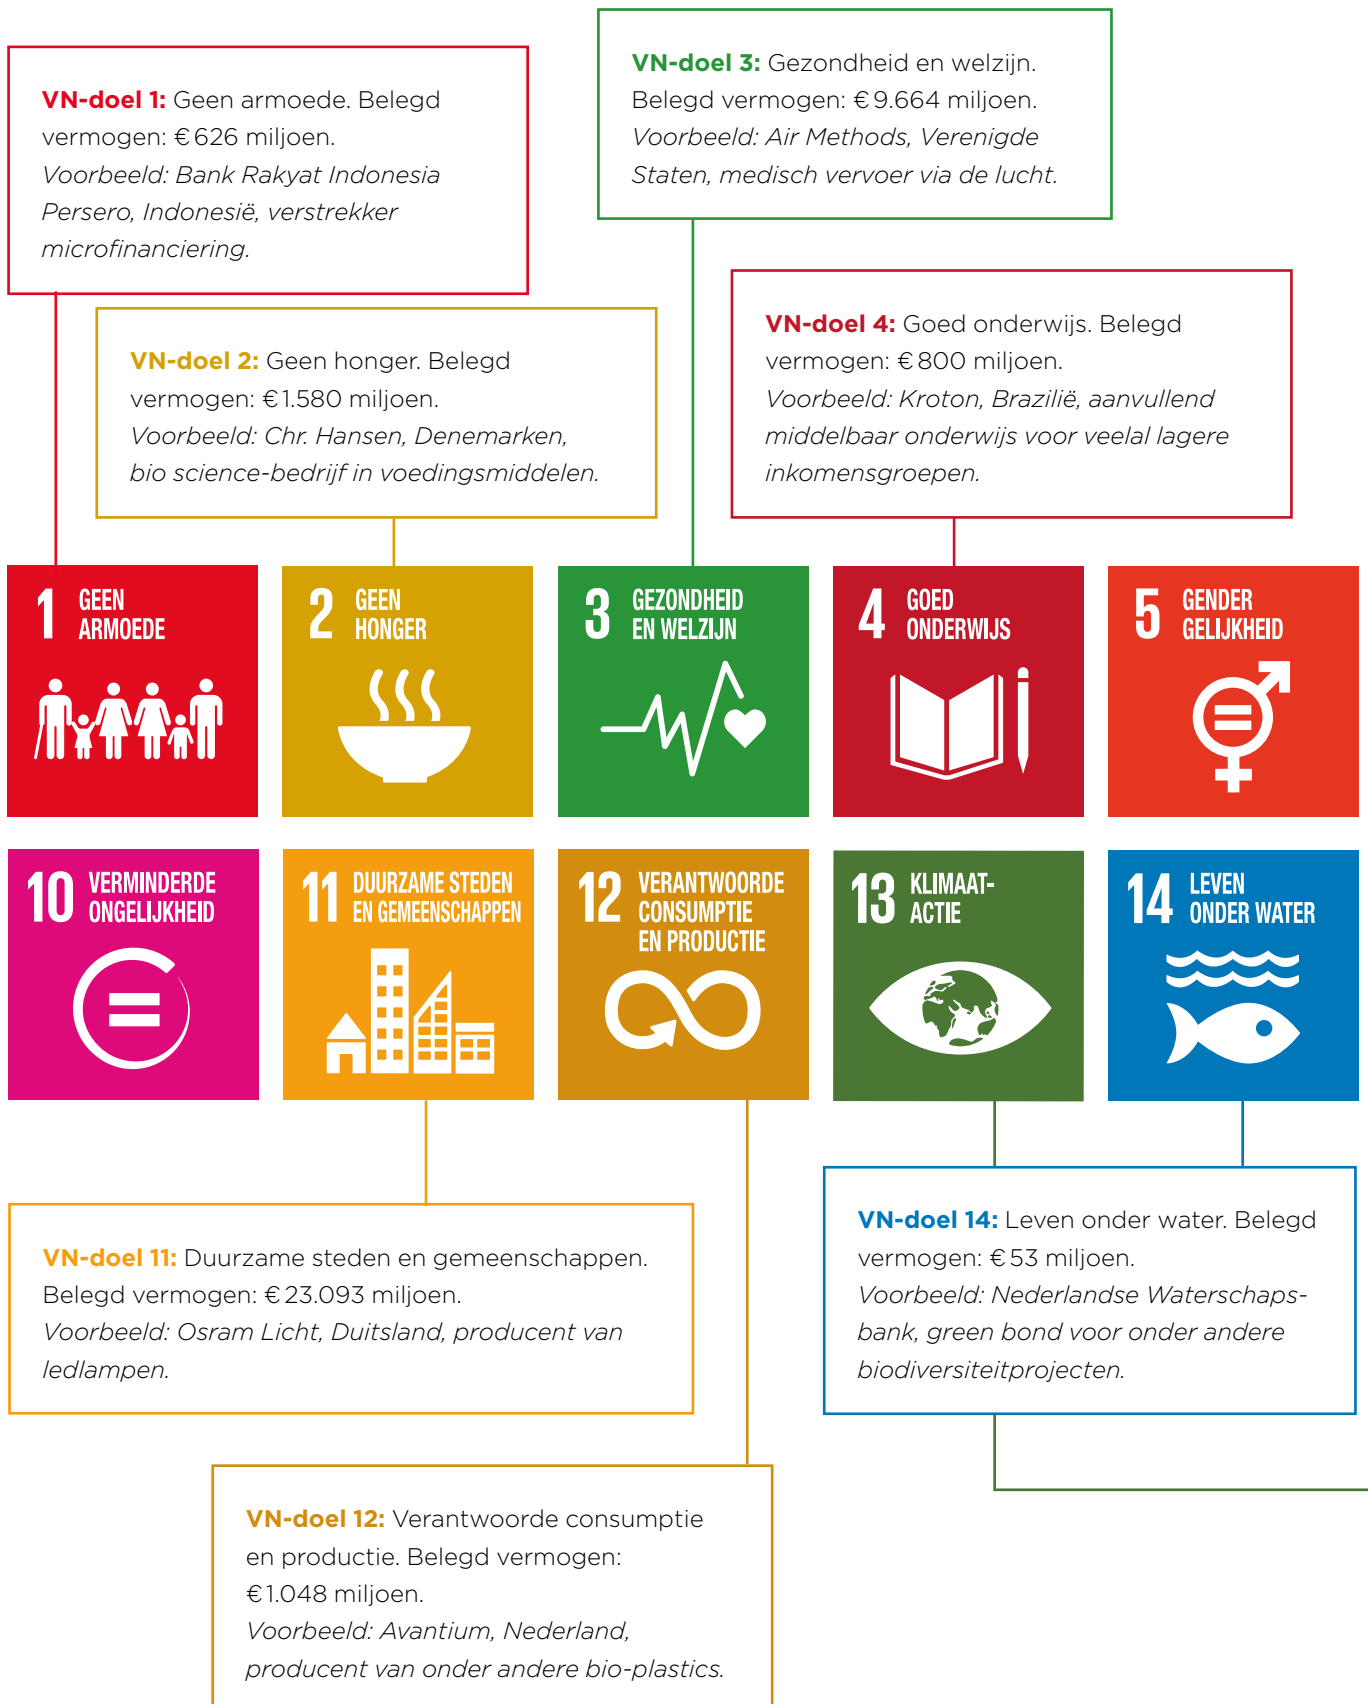 VN-doel 1: Geen armoede. Belegd
vermogen: € 626 miljoen.
Voorbeeld: Bank Rakyat Indonesia
Persero, Indonesië, verstrekker
microfinanciering.
VN-doel 3: Gezondheid en welzijn.
Belegd vermogen: € 9.664 miljoen.
Voorbeeld: Air Methods, Verenigde
Staten, medisch vervoer via de lucht.
VN-doel 2: Geen honger. Belegd
vermogen: € 1.580 miljoen.
Voorbeeld: Chr. Hansen, Denemarken,
bio science-bedrijf in voedingsmiddelen.
VN-doel 4: Goed onderwijs. Belegd
vermogen: € 800 miljoen.
Voorbeeld: Kroton, Brazilië, aanvullend
middelbaar onderwijs voor veelal lagere
inkomensgroepen.
1 GEEN
ARMOEDE
2 GEEN
HONGER
3 GEZONDHEID
EN WELZIJN
4 GOED
ONDERWIJS
5 GENDER
GELIJKHEID
10 VERMINDERDE
ONGELIJKHEID
11 DUURZAME STEDEN
EN GEMEENSCHAPPEN
12 VERANTWOORDE
CONSUMPTIE
EN PRODUCTIE
13 KLIMAAT-
ACTIE
14 LEVEN
ONDER WATER
VN-doel 11: Duurzame steden en gemeenschappen.
Belegd vermogen: € 23.093 miljoen.
Voorbeeld: Osram Licht, Duitsland, producent van
ledlampen.
VN-doel 14: Leven onder water. Belegd
vermogen: € 53 miljoen.
Voorbeeld: Nederlandse Waterschaps-
bank, green bond voor onder andere
biodiversiteitprojecten.
VN-doel 12: Verantwoorde consumptie
en productie. Belegd vermogen:
€ 1.048 miljoen.
Voorbeeld: Avantium, Nederland,
producent van onder andere bio-plastics.